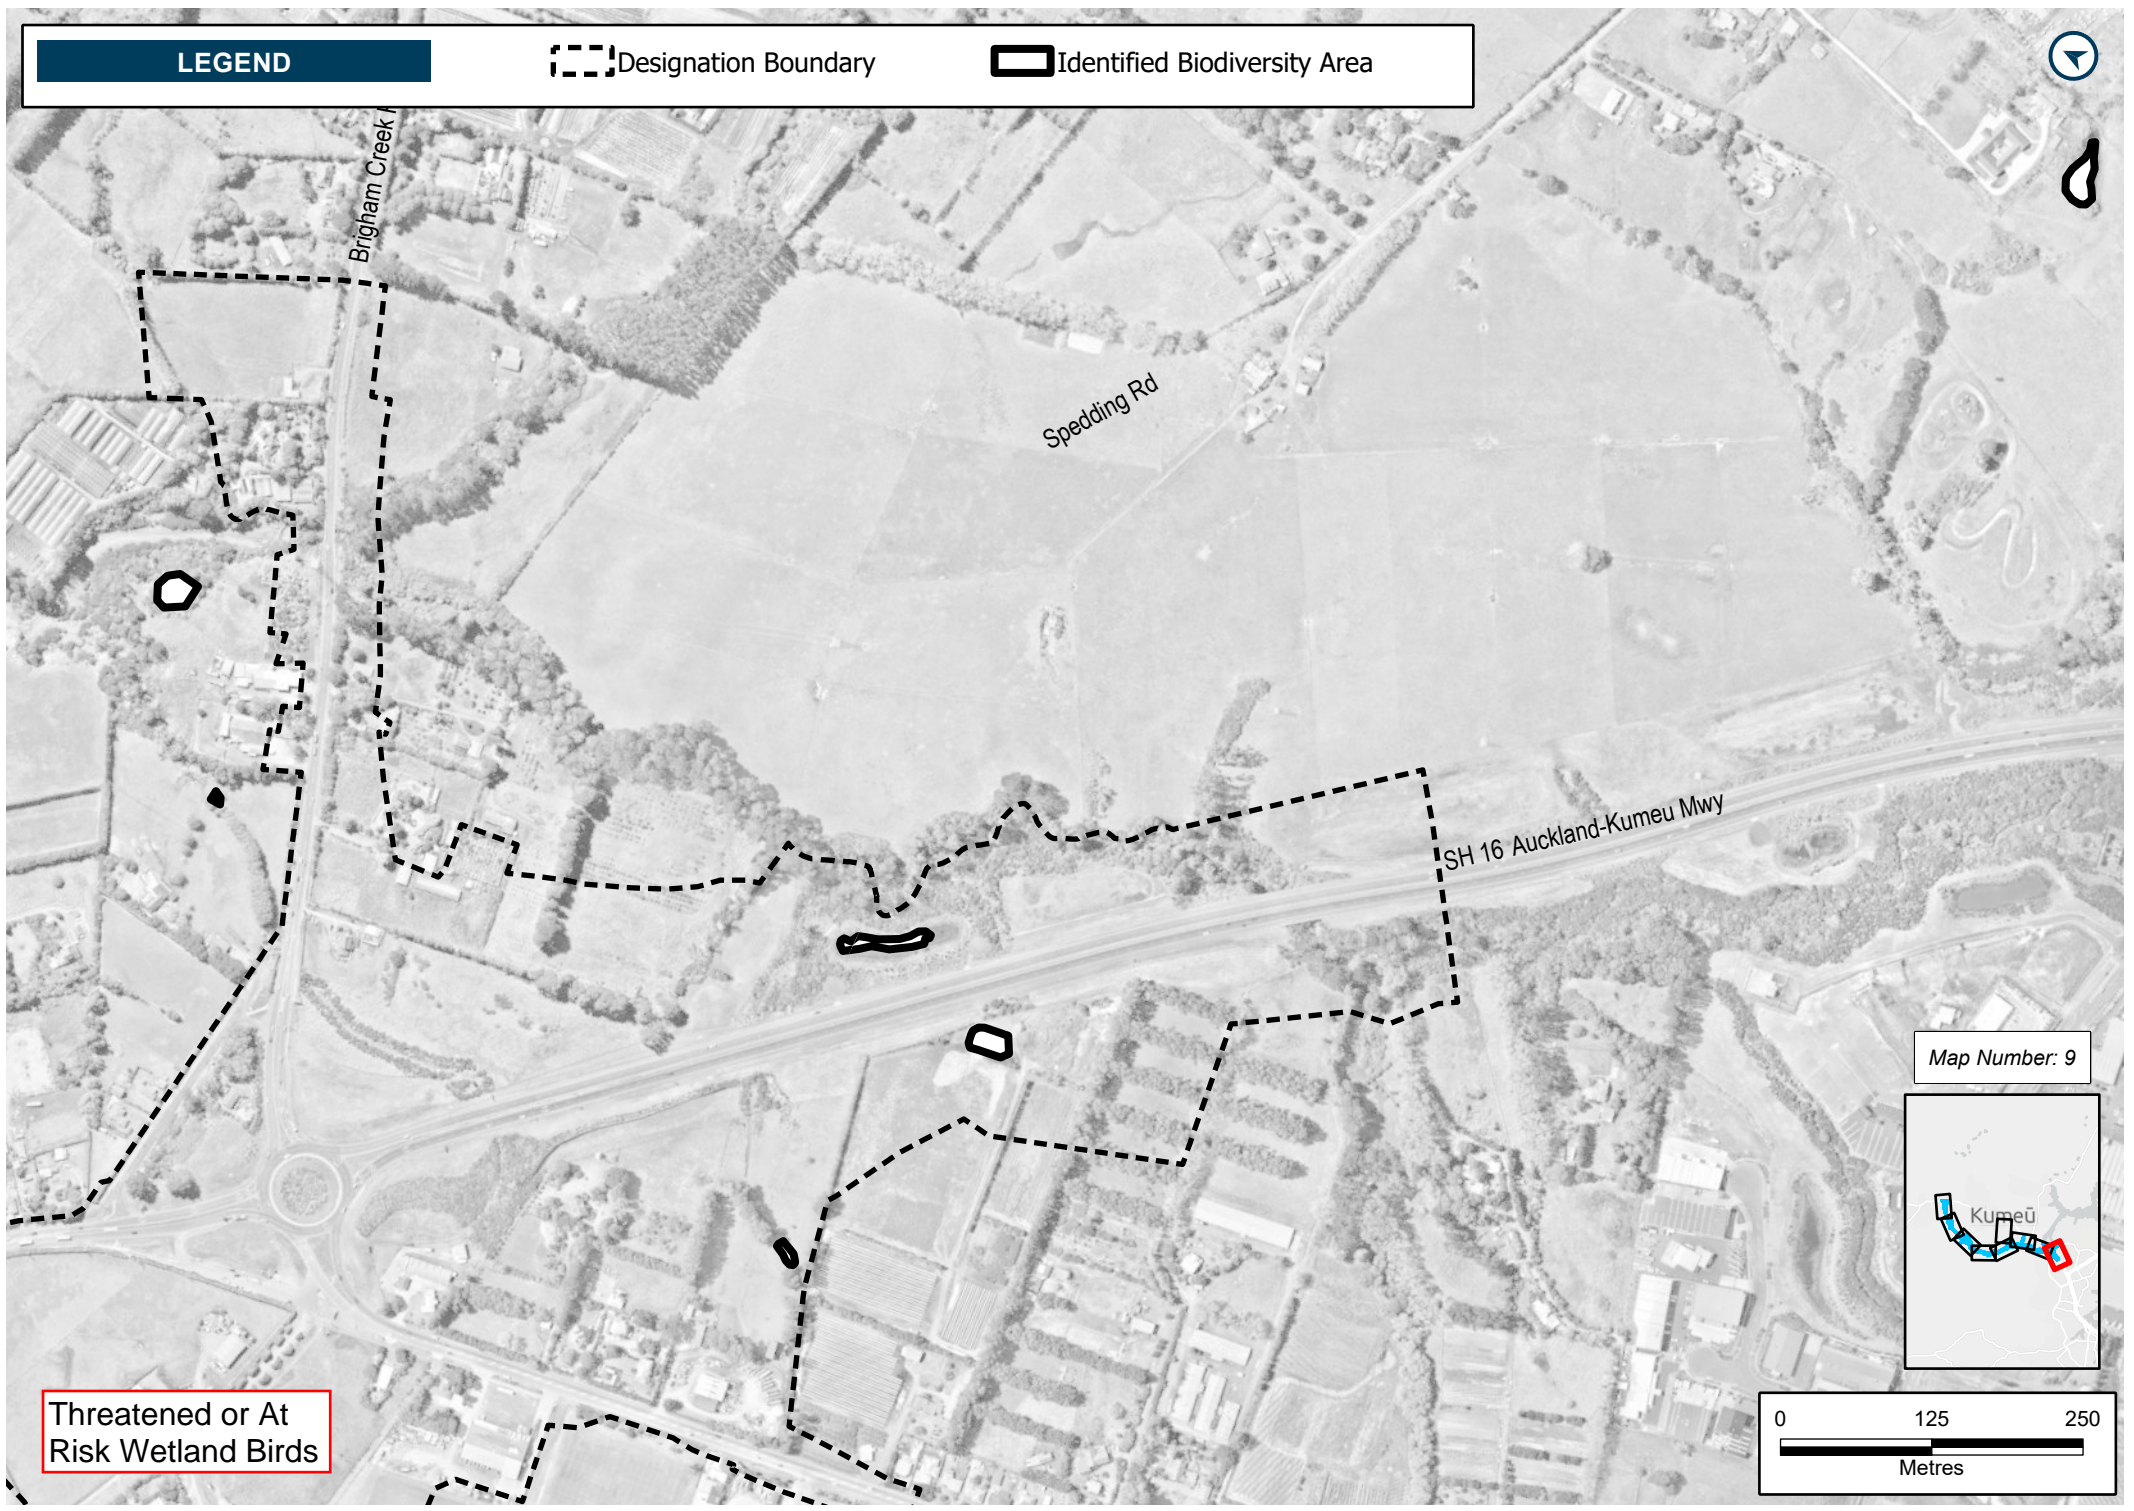 LEGEND
Designation Boundary
Identified Biodiversity Area
Brigham Creek
Spedding Rd
SH 16 Auckland-Kumeu Mwy
Map Number: 9
Kumeū
Threatened or At
Risk Wetland Birds
0 125 250
Metres